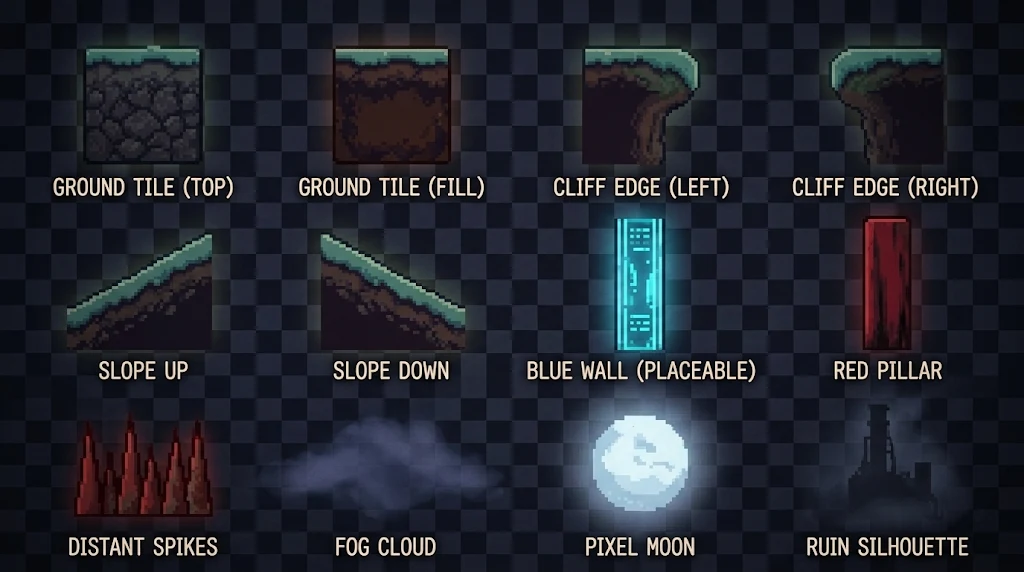 GROUND TILE (TOP)
GROUND TILE (FILL)
CLIFF EDGE (LEFT)
CLIFF EDGE (RIGHT)
SLOPE UP
SLOPE DOWN
BLUE WALL (PLACEABLE)
RED PILLAR
DISTANT SPIKES
FOG CLOUD
PIXEL MOON
RUIN SILHOUETTE